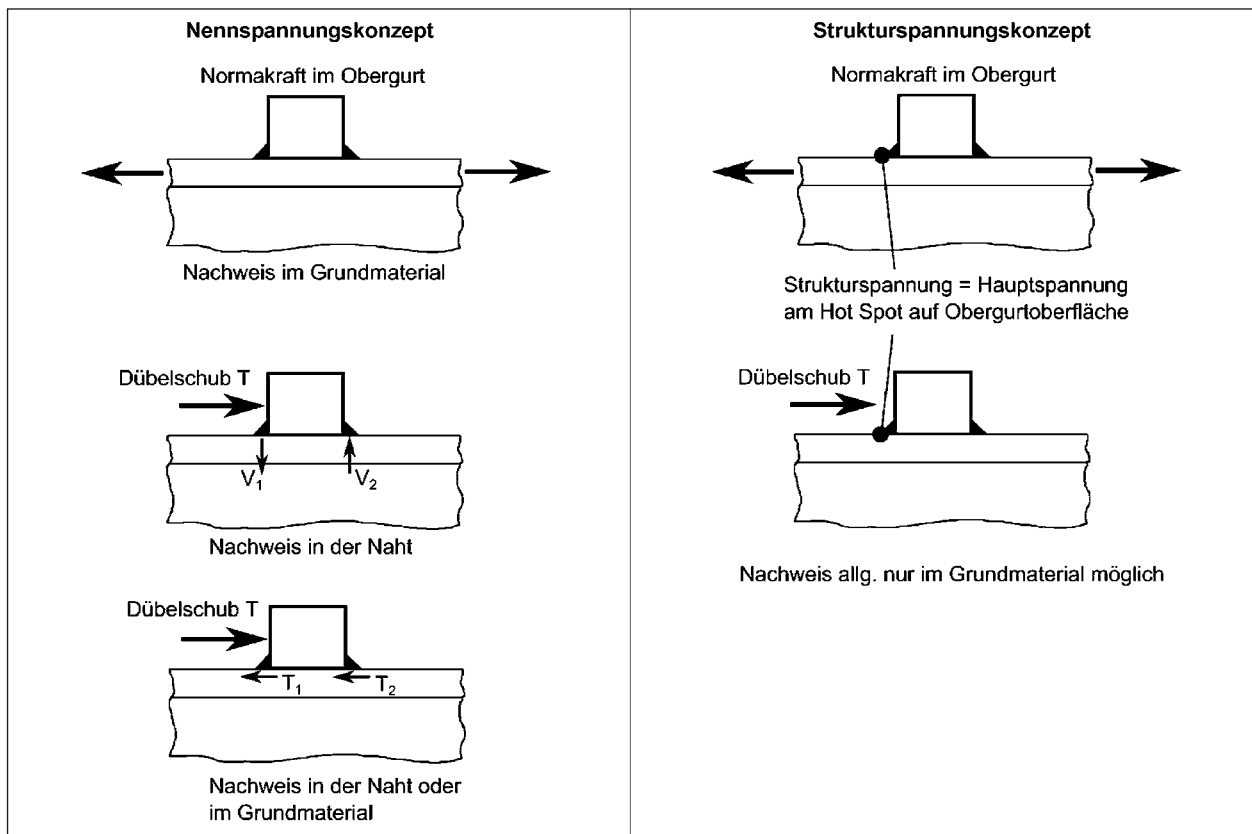 Nennspannungskonzept
Normakraft im Obergurt
Nachweis im Grundmaterial
Dübelschub T
V1
V2
Nachweis in der Naht
Dübelschub T
T1
T2
Nachweis in der Naht oder
im Grundmaterial
Strukturspannungskonzept
Normakraft im Obergurt
Strukturspannung = Hauptspannung
am Hot Spot auf Obergurtoberfläche
Dübelschub T
Nachweis allg. nur im Grundmaterial möglich